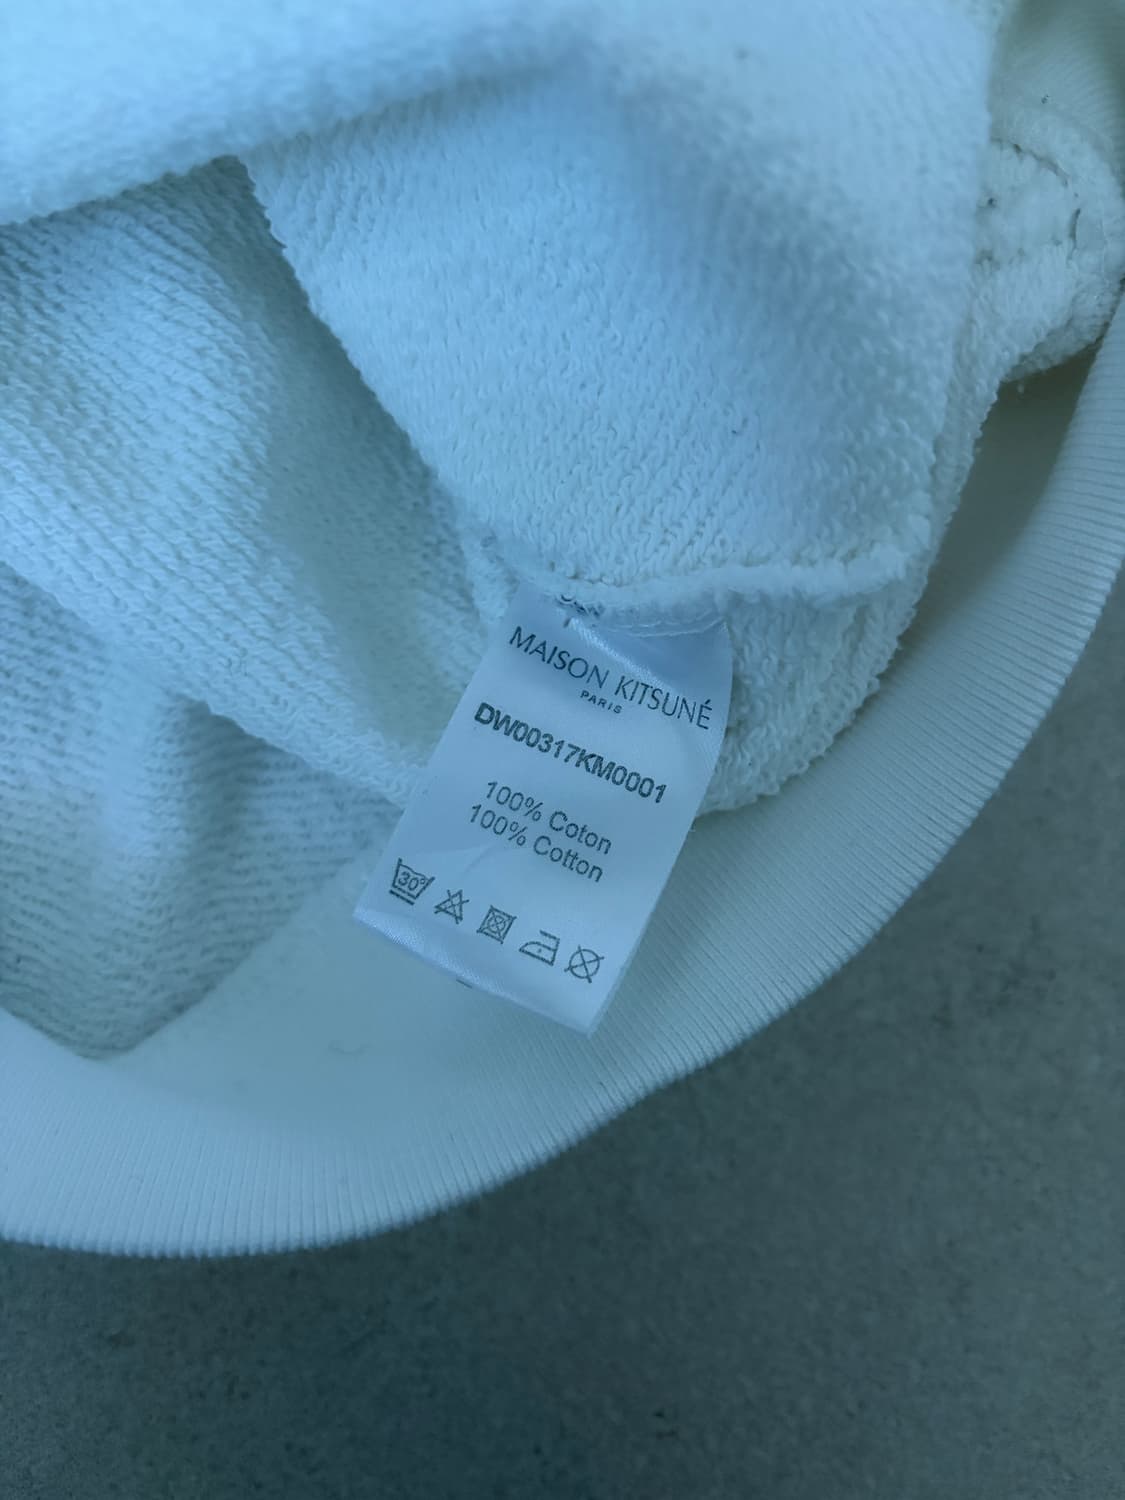 MAISON KITSUNÉ
PARIS
DW00317KM0001
100% Coton
100% Cotton
30°